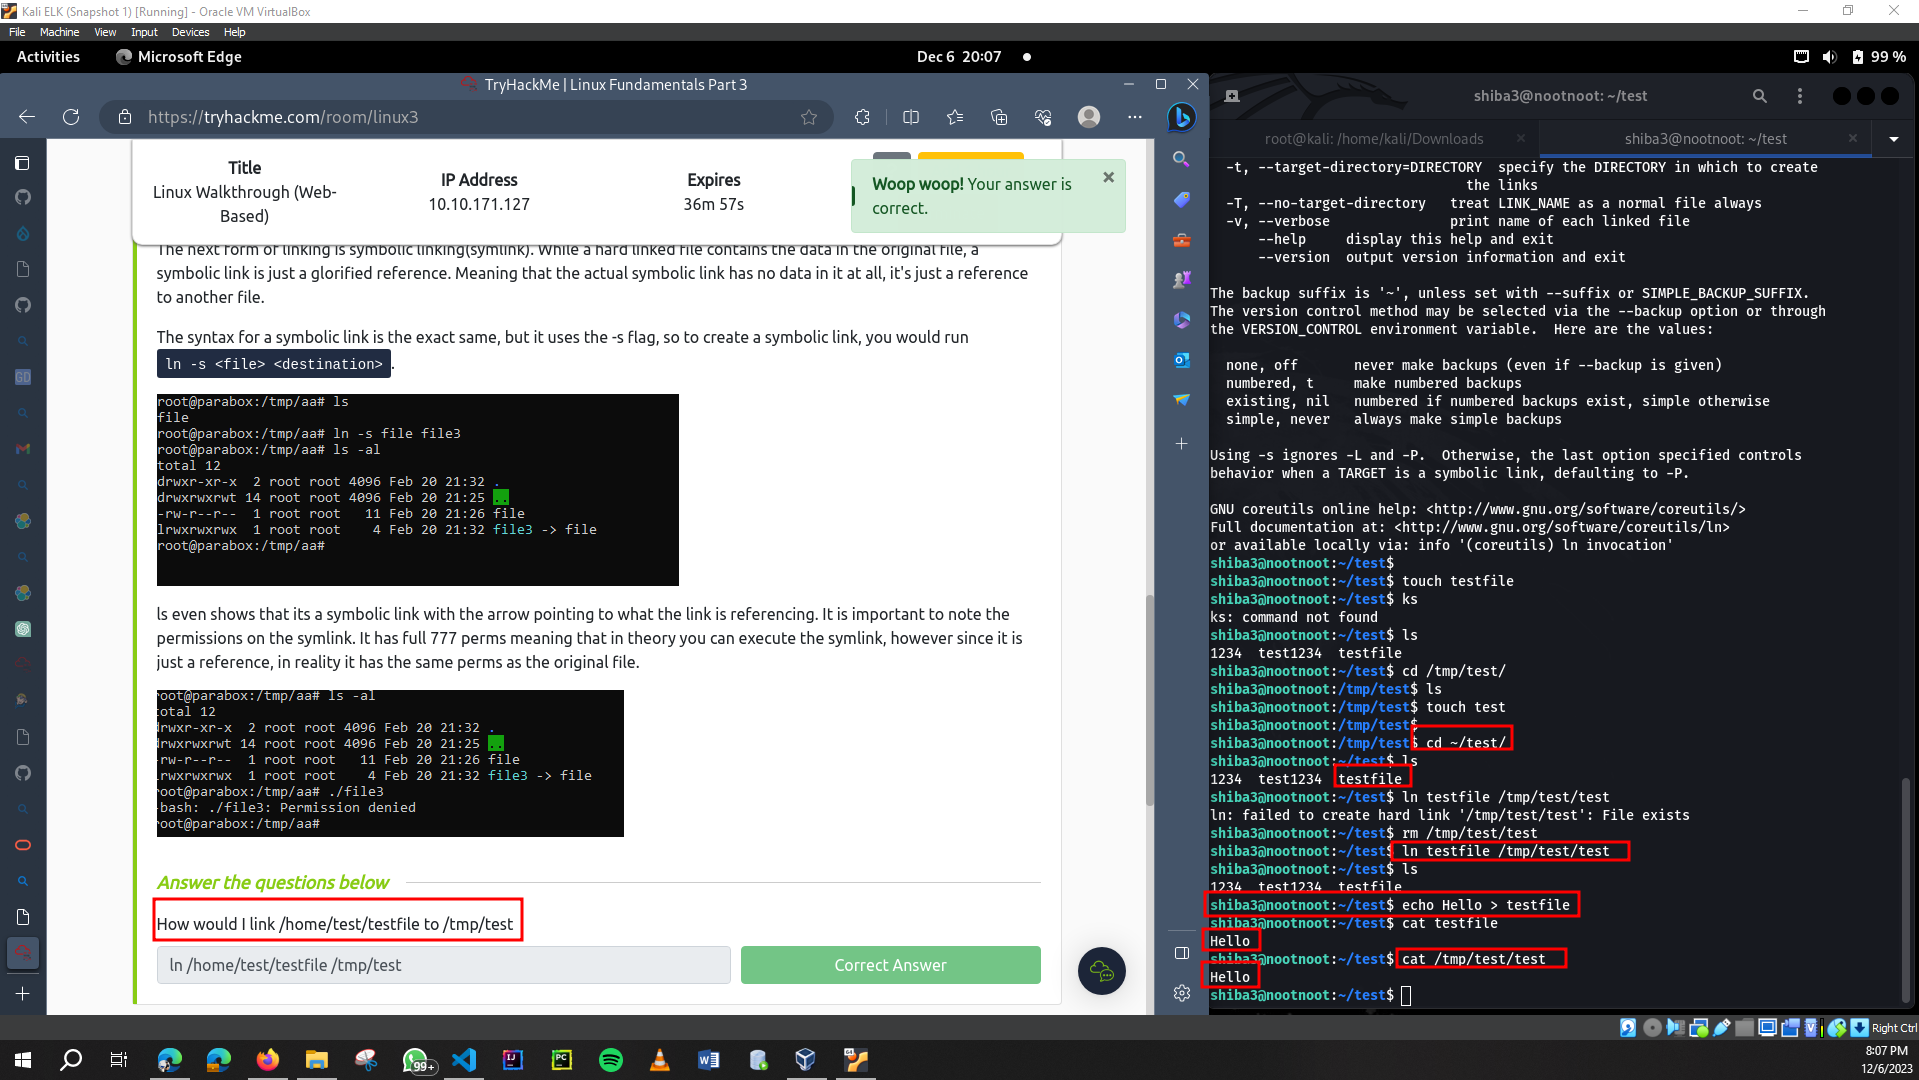 Kali ELK (Snapshot 1) [Running] - Oracle VM VirtualBox
File Machine View Input Devices Help
Activities Microsoft Edge Dec 6 20:07 99 %
TryHackMe | Linux Fundamentals Part 3
https://tryhackme.com/room/linux3
Title
Linux Walkthrough (Web-
Based)
IP Address
10.10.171.127
Expires
36m 57s
Woop woop! Your answer is
correct.
The next form of linking is symbolic linking(symlink). While a hard linked file contains the data in the original file, a
symbolic link is just a glorified reference. Meaning that the actual symbolic link has no data in it at all, it's just a reference
to another file.
The syntax for a symbolic link is the exact same, but it uses the -s flag, so to create a symbolic link, you would run
ln -s <file> <destination>.
root@parabox:/tmp/aa# ls
file
root@parabox:/tmp/aa# ln -s file file3
root@parabox:/tmp/aa# ls -al
total 12
drwxr-xr-x 2 root root 4096 Feb 20 21:32 .
drwxrwxrwt 14 root root 4096 Feb 20 21:25 ..
-rw-r--r-- 1 root root 11 Feb 20 21:26 file
lrwxrwxrwx 1 root root 4 Feb 20 21:32 file3 -> file
root@parabox:/tmp/aa#
ls even shows that its a symbolic link with the arrow pointing to what the link is referencing. It is important to note the
permissions on the symlink. It has full 777 perms meaning that in theory you can execute the symlink, however since it is
just a reference, in reality it has the same perms as the original file.
root@parabox:/tmp/aa# ls -al
total 12
drwxr-xr-x 2 root root 4096 Feb 20 21:32 .
drwxrwxrwt 14 root root 4096 Feb 20 21:25 ..
-rw-r--r-- 1 root root 11 Feb 20 21:26 file
lrwxrwxrwx 1 root root 4 Feb 20 21:32 file3 -> file
root@parabox:/tmp/aa# ./file3
-bash: ./file3: Permission denied
root@parabox:/tmp/aa#
Answer the questions below
How would I link /home/test/testfile to /tmp/test
ln /home/test/testfile /tmp/test
Correct Answer
GD
shiba3@nootnoot: ~/test
root@kali: /home/kali/Downloads
shiba3@nootnoot: ~/test
-t, --target-directory=DIRECTORY specify the DIRECTORY in which to create
the links
-T, --no-target-directory treat LINK_NAME as a normal file always
-v, --verbose print name of each linked file
--help display this help and exit
--version output version information and exit
The backup suffix is '~', unless set with --suffix or SIMPLE_BACKUP_SUFFIX.
The version control method may be selected via the --backup option or through
the VERSION_CONTROL environment variable. Here are the values:
none, off never make backups (even if --backup is given)
numbered, t make numbered backups
existing, nil numbered if numbered backups exist, simple otherwise
simple, never always make simple backups
Using -s ignores -L and -P. Otherwise, the last option specified controls
behavior when a TARGET is a symbolic link, defaulting to -P.
GNU coreutils online help: <http://www.gnu.org/software/coreutils/>
Full documentation at: <http://www.gnu.org/software/coreutils/ln>
or available locally via: info '(coreutils) ln invocation'
shiba3@nootnoot:~/test$
shiba3@nootnoot:~/test$ touch testfile
shiba3@nootnoot:~/test$ ks
ks: command not found
shiba3@nootnoot:~/test$ ls
1234 test1234 testfile
shiba3@nootnoot:~/test$ cd /tmp/test/
shiba3@nootnoot:/tmp/test$ ls
shiba3@nootnoot:/tmp/test$ touch test
shiba3@nootnoot:/tmp/test$
shiba3@nootnoot:/tmp/test$ cd ~/test/
shiba3@nootnoot:~/test$ ls
1234 test1234 testfile
shiba3@nootnoot:~/test$ ln testfile /tmp/test/test
ln: failed to create hard link '/tmp/test/test': File exists
shiba3@nootnoot:~/test$ rm /tmp/test/test
shiba3@nootnoot:~/test$ ln testfile /tmp/test/test
shiba3@nootnoot:~/test$ ls
1234 test1234 testfile
shiba3@nootnoot:~/test$ echo Hello > testfile
shiba3@nootnoot:~/test$ cat testfile
Hello
shiba3@nootnoot:~/test$ cat /tmp/test/test
Hello
shiba3@nootnoot:~/test$
Right Ctrl
99+
8:07 PM
12/6/2023